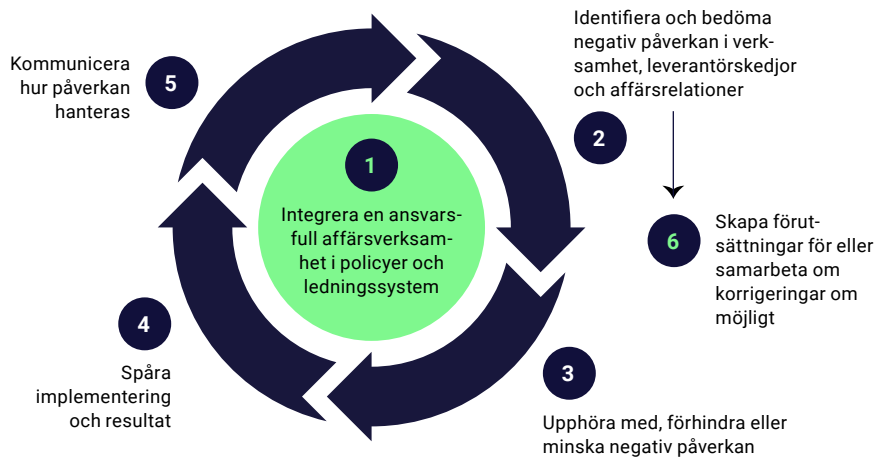 1
Integrera en ansvars-
full affärsverksam-
het i policyer och
ledningssystem
Identifiera och bedöma
negativ påverkan i verk-
samhet, leverantörskedjor
och affärsrelationer
2
3
Upphöra med, förhindra eller
minska negativ påverkan
4
Spåra
implementering
och resultat
5
Kommunicera
hur påverkan
hanteras
6
Skapa förut-
sättningar för eller
samarbeta om
korrigeringar om
möjligt